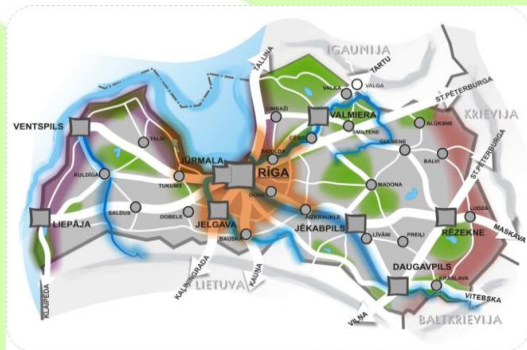 IGAUNIJA
TALLINA
TARTU
VALKA
VALGA
ST.PĒTERBURGA
KRIEVIJA
LIMBAŽI
VALMIERA
ALŪKSNE
VENTSPILS
TALSI
CĒSIS
SMILTENE
GULBENE
SIGULDA
BALVI
ST.PĒTERBURGA
JŪRMALA
RĪGA
KULDĪGA
TUKUMS
OGRE
MADONA
LIEPĀJA
SALDUS
DOBELE
JELGAVA
AIZKRAUKLE
JĒKABPILS
LUDZA
RĒZEKNE
MASKAVA
BAUSKA
LĪVĀNI
PREIĻI
KLAIPĒDA
KAĻIŅINGRADA
LIETUVA
KAUŅA
DAUGAVPILS
KRĀSLAVA
VITEBSKA
VIĻŅA
BALTKRIEVIJA